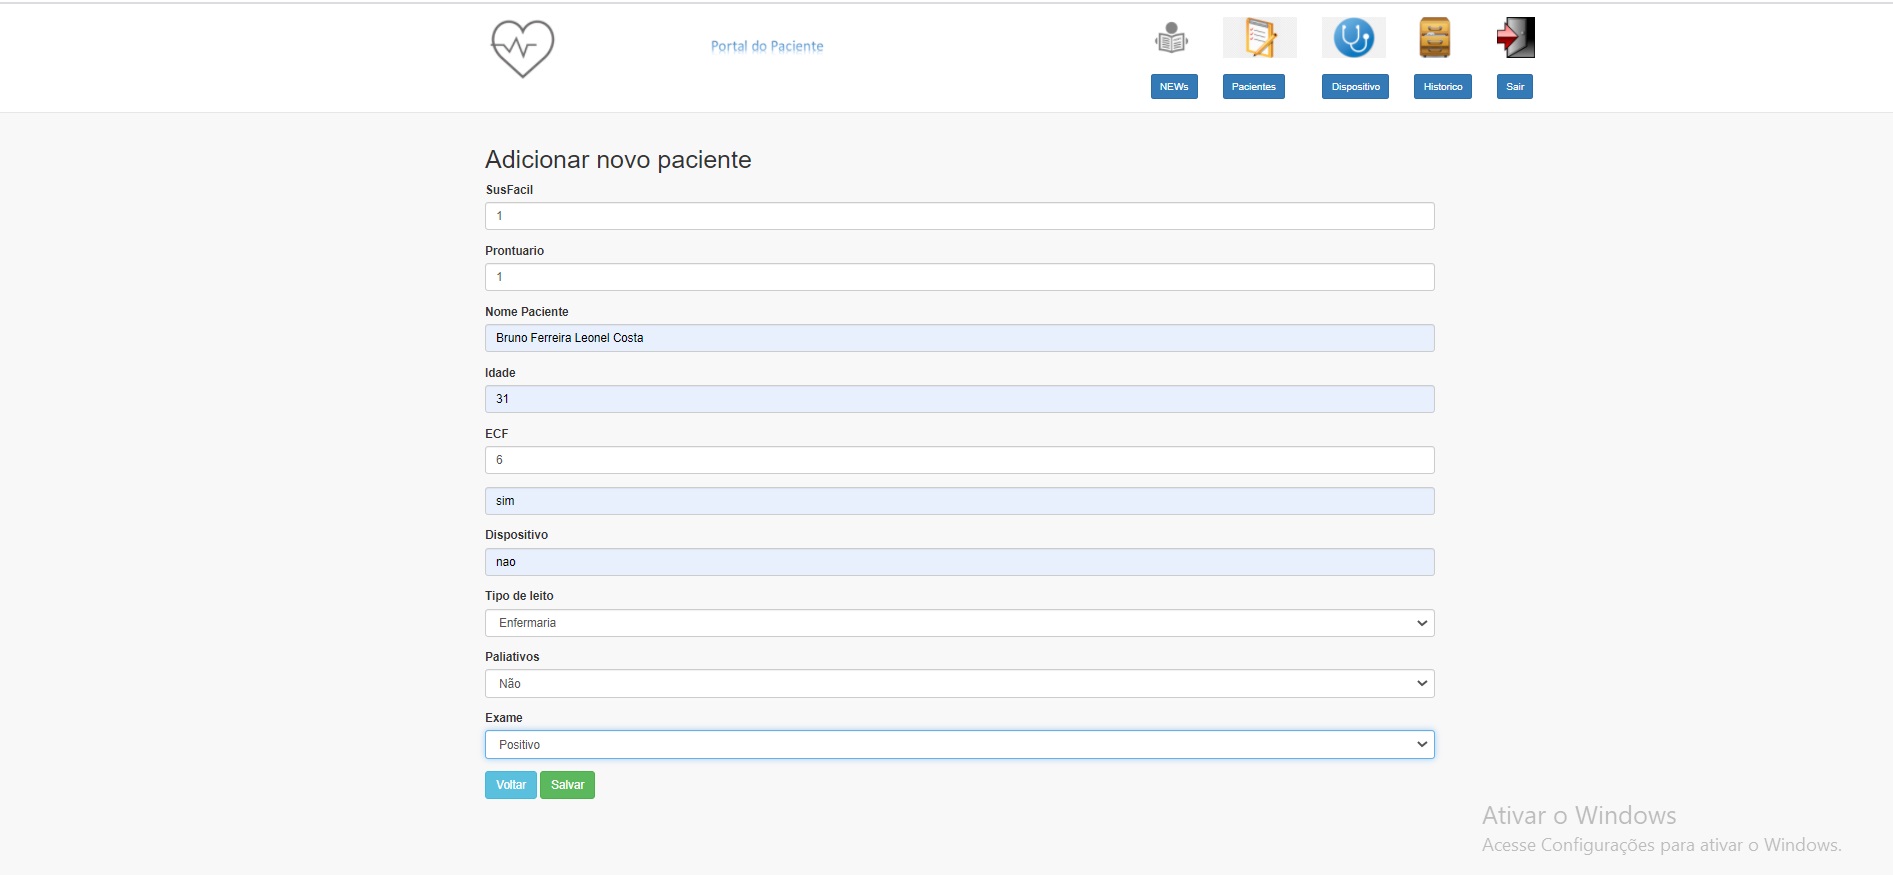 Portal do Paciente
NEWs Pacientes Dispositivo Historico Sair
Adicionar novo paciente
SusFacil
1
Prontuario
1
Nome Paciente
Bruno Ferreira Leonel Costa
Idade
31
ECF
6
sim
Dispositivo
nao
Tipo de leito
Enfermaria
Paliativos
Não
Exame
Positivo
Voltar Salvar
Ativar o Windows
Acesse Configurações para ativar o Windows.